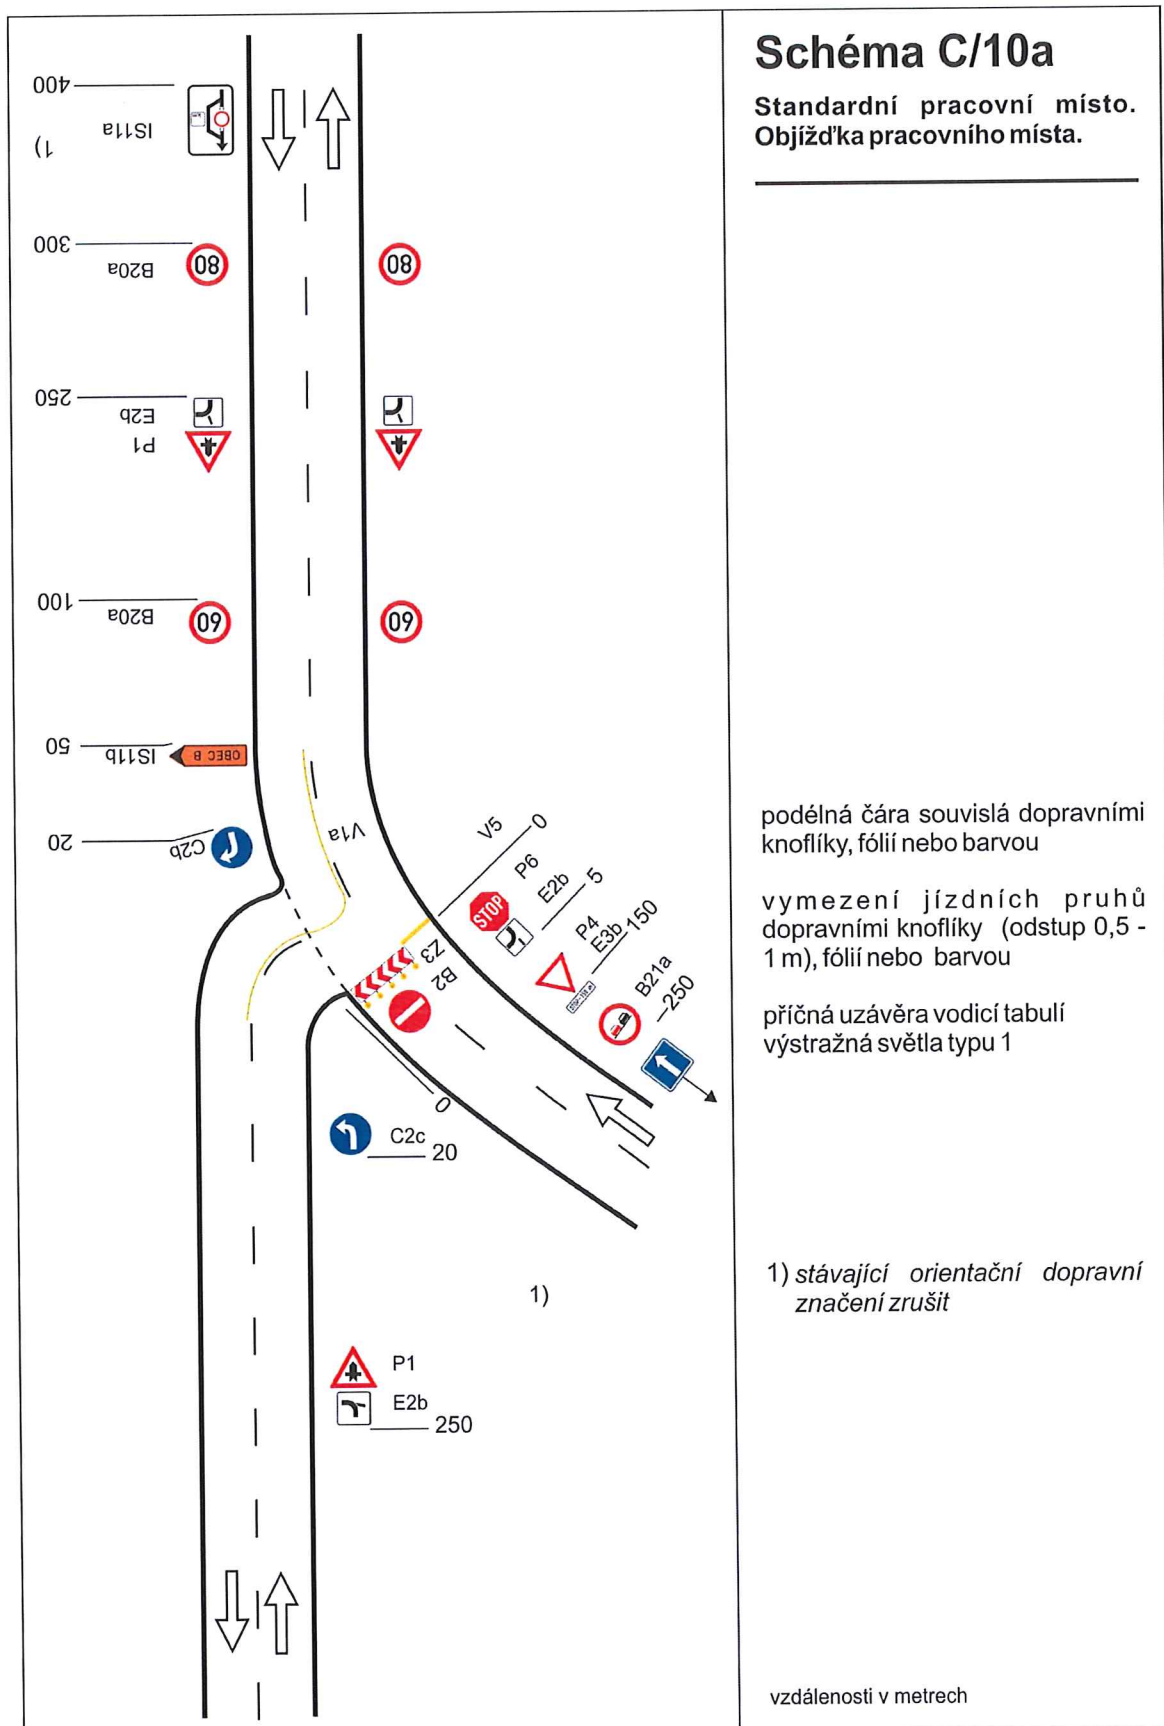 Schéma C/10a
Standardní pracovní místo.
Objížďka pracovního místa.
400
IS11a
1)
300
B20a
80
80
250
E2b
P1
100
B20a
60
60
50
IS11b
OBEC B
20
C2b
V1a
V5
0
P6
STOP
E2b
5
P4
E3b
150
B21a
250
Z3
B2
0
C2c
20
1)
P1
E2b
250
podélná čára souvislá dopravními
knoflíky, fólií nebo barvou
vymezení jízdních pruhů
dopravními knoflíky (odstup 0,5 -
1 m), fólií nebo barvou
příčná uzávěra vodicí tabulí
výstražná světla typu 1
1) stávající orientační dopravní
značení zrušit
vzdálenosti v metrech